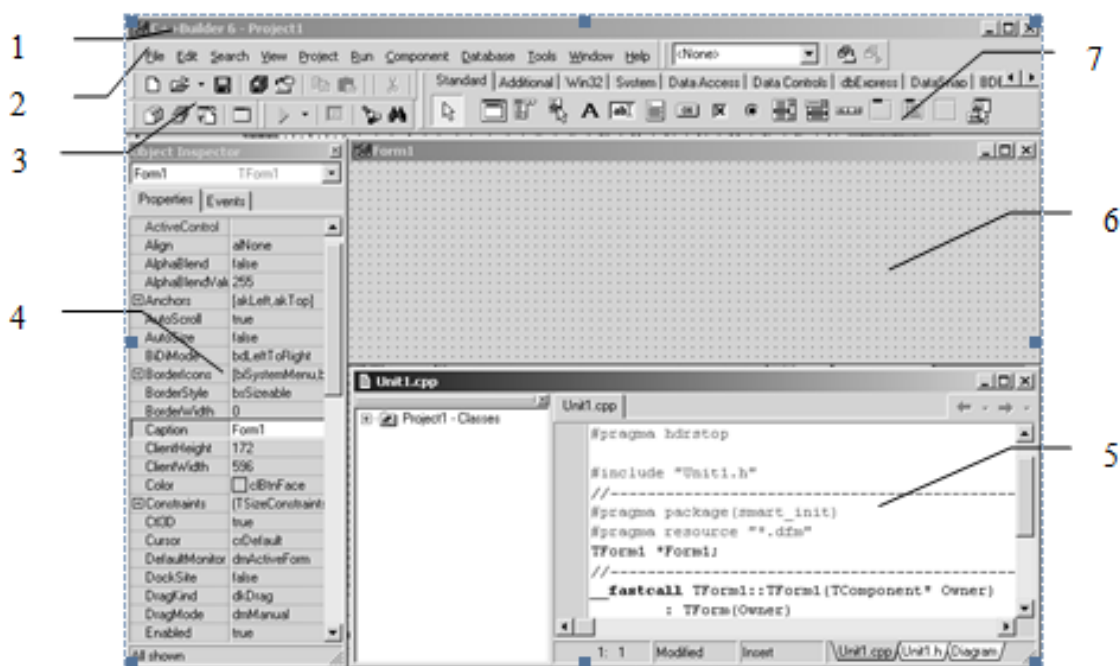 1
C++Builder 6 - Project1
2
File Edit Search View Project Run Component Database Tools Window Help <None>
7
Standard Additional Win32 System Data Access Data Controls dbExpress DataSnap
3
Object Inspector
Form1 TForm1
Properties Events
ActiveControl
Align alNone
AlphaBlend false
AlphaBlendVal 255
Anchors [akLeft,akTop]
AutoScroll true
AutoSize false
BiDiMode bdLeftToRight
BorderIcons [biSystemMenu,
BorderStyle bsSizeable
BorderWidth 0
Caption Form1
ClientHeight 172
ClientWidth 596
Color clBtnFace
Constraints (TSizeConstraints
Ctl3D true
Cursor crDefault
DefaultMonitor dmActiveForm
DockSite false
DragKind dkDrag
DragMode dmManual
Enabled true
All shown
4
Form1
6
Unit1.cpp
Project1 - Classes
Unit1.cpp
#pragma hdrstop
#include "Unit1.h"
//--------------------------------------------
#pragma package(smart_init)
#pragma resource "*.dfm"
TForm1 *Form1;
//--------------------------------------------
__fastcall TForm1::TForm1(TComponent* Owner)
: TForm(Owner)
5
1: 1 Modified Insert Unit1.cpp Unit1.h Diagram